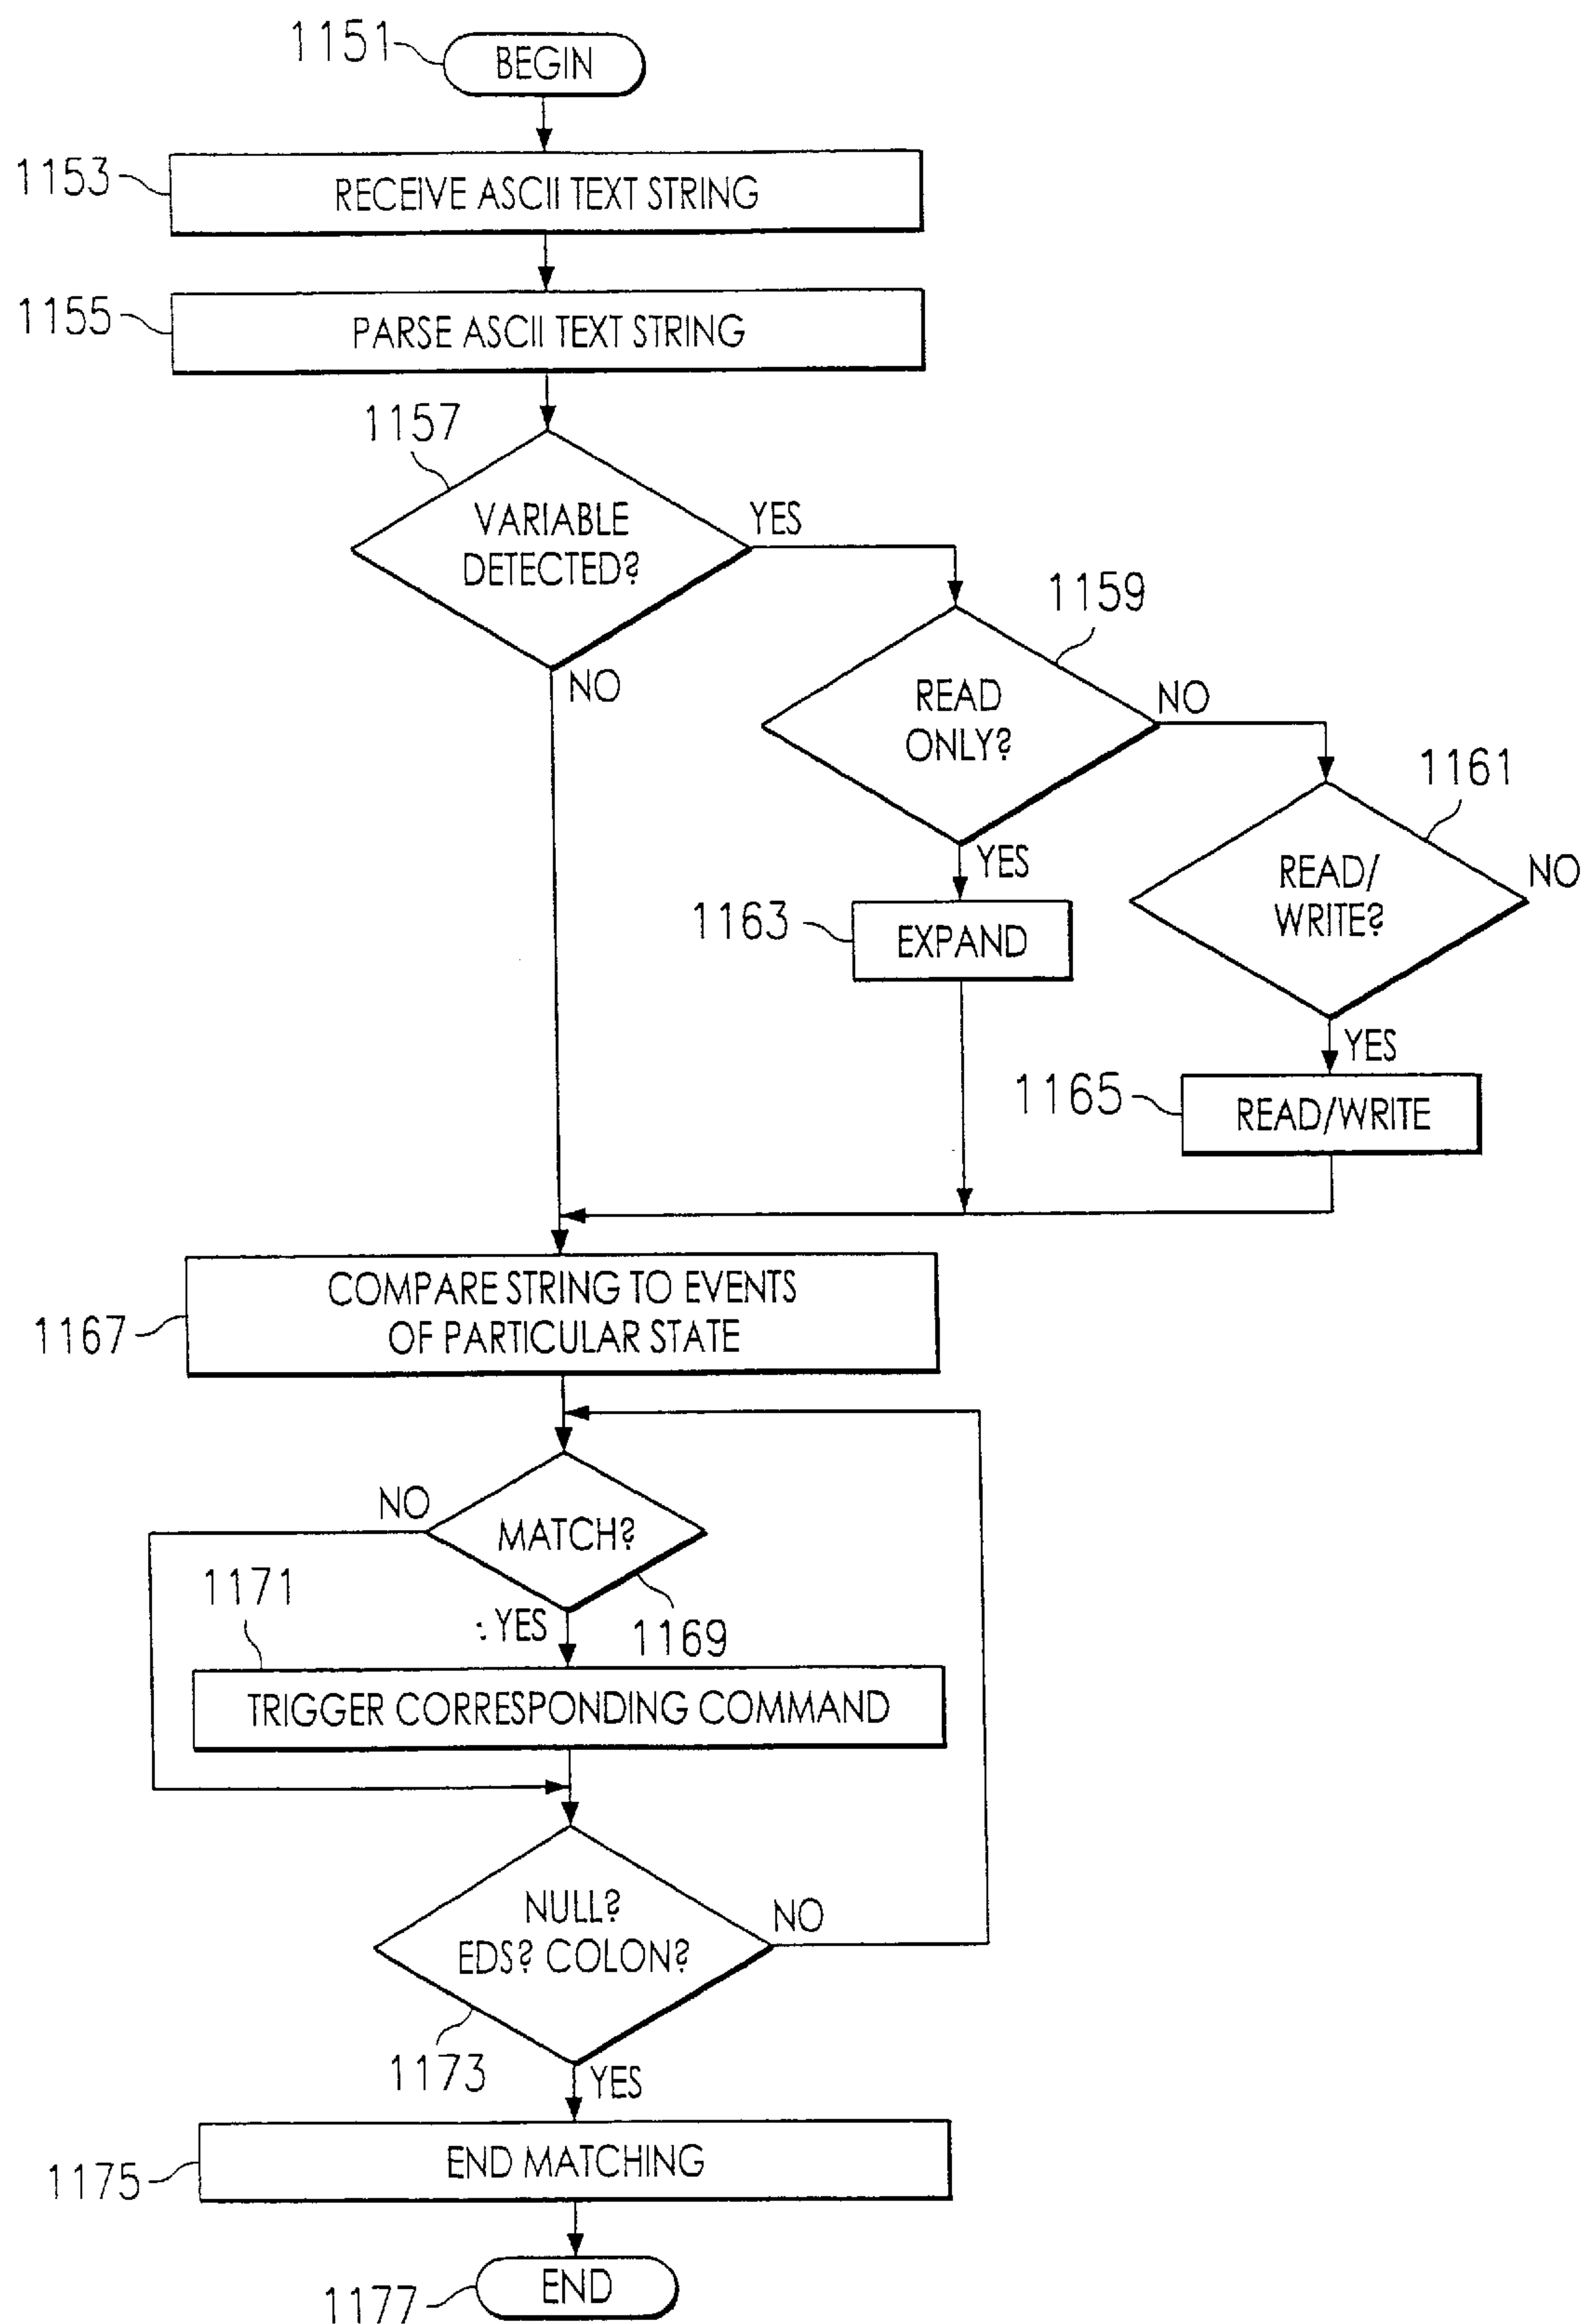 1151
BEGIN
1153
RECEIVE ASCII TEXT STRING
1155
PARSE ASCII TEXT STRING
1157
VARIABLE
DETECTED?
YES
NO
1159
READ
ONLY?
NO
YES
1161
READ/
WRITE?
NO
YES
1163
EXPAND
1165
READ/WRITE
1167
COMPARE STRING TO EVENTS
OF PARTICULAR STATE
NO
MATCH?
1169
YES
1171
TRIGGER CORRESPONDING COMMAND
NULL?
EDS? COLON?
NO
1173
YES
1175
END MATCHING
1177
END